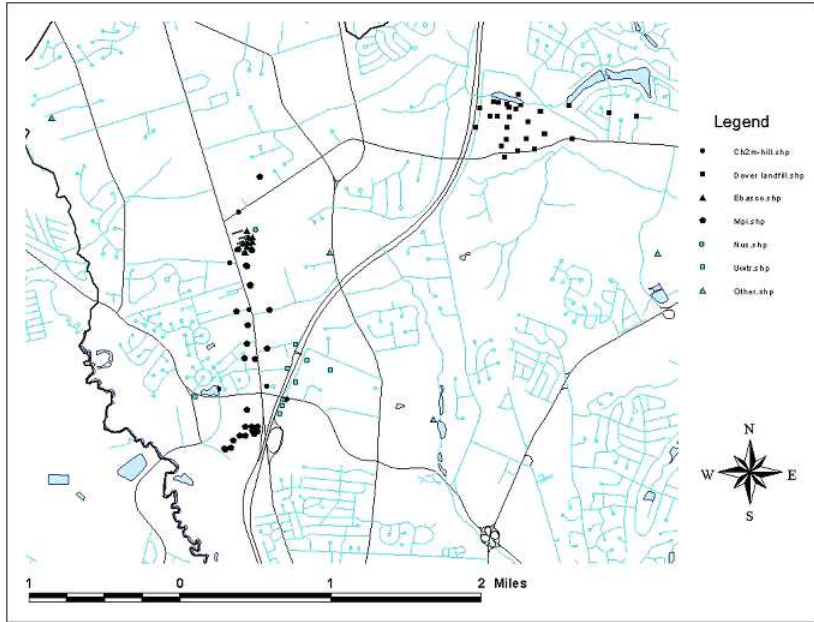 Legend
Ch2m-hill.shp
Dover landfill.shp
Ebasco.shp
Mpi.shp
Nus.shp
Uwtr.shp
Other.shp
N
W E
S
1 0 1 2 Miles